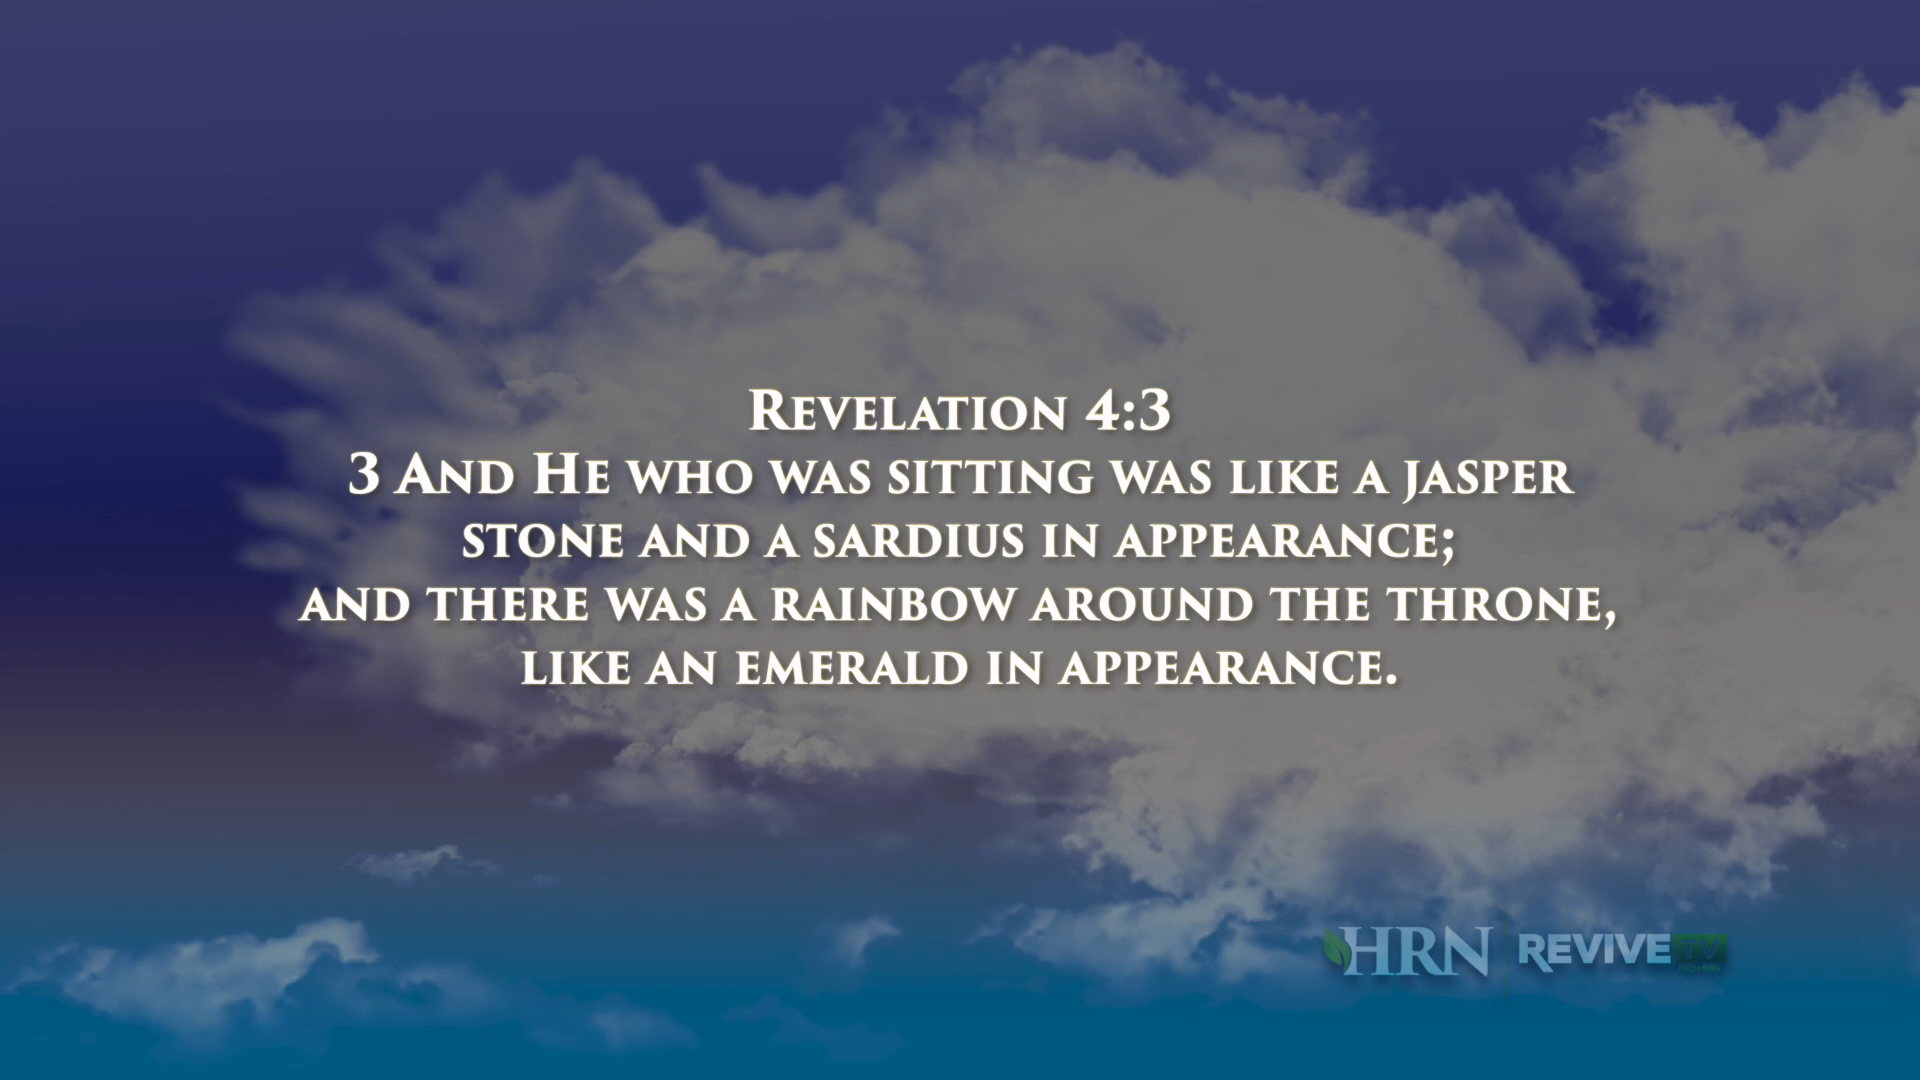 Revelation 4:3
3 And He who was sitting was like a jasper
stone and a sardius in appearance;
and there was a rainbow around the throne,
like an emerald in appearance.
HRN REVIVE TV